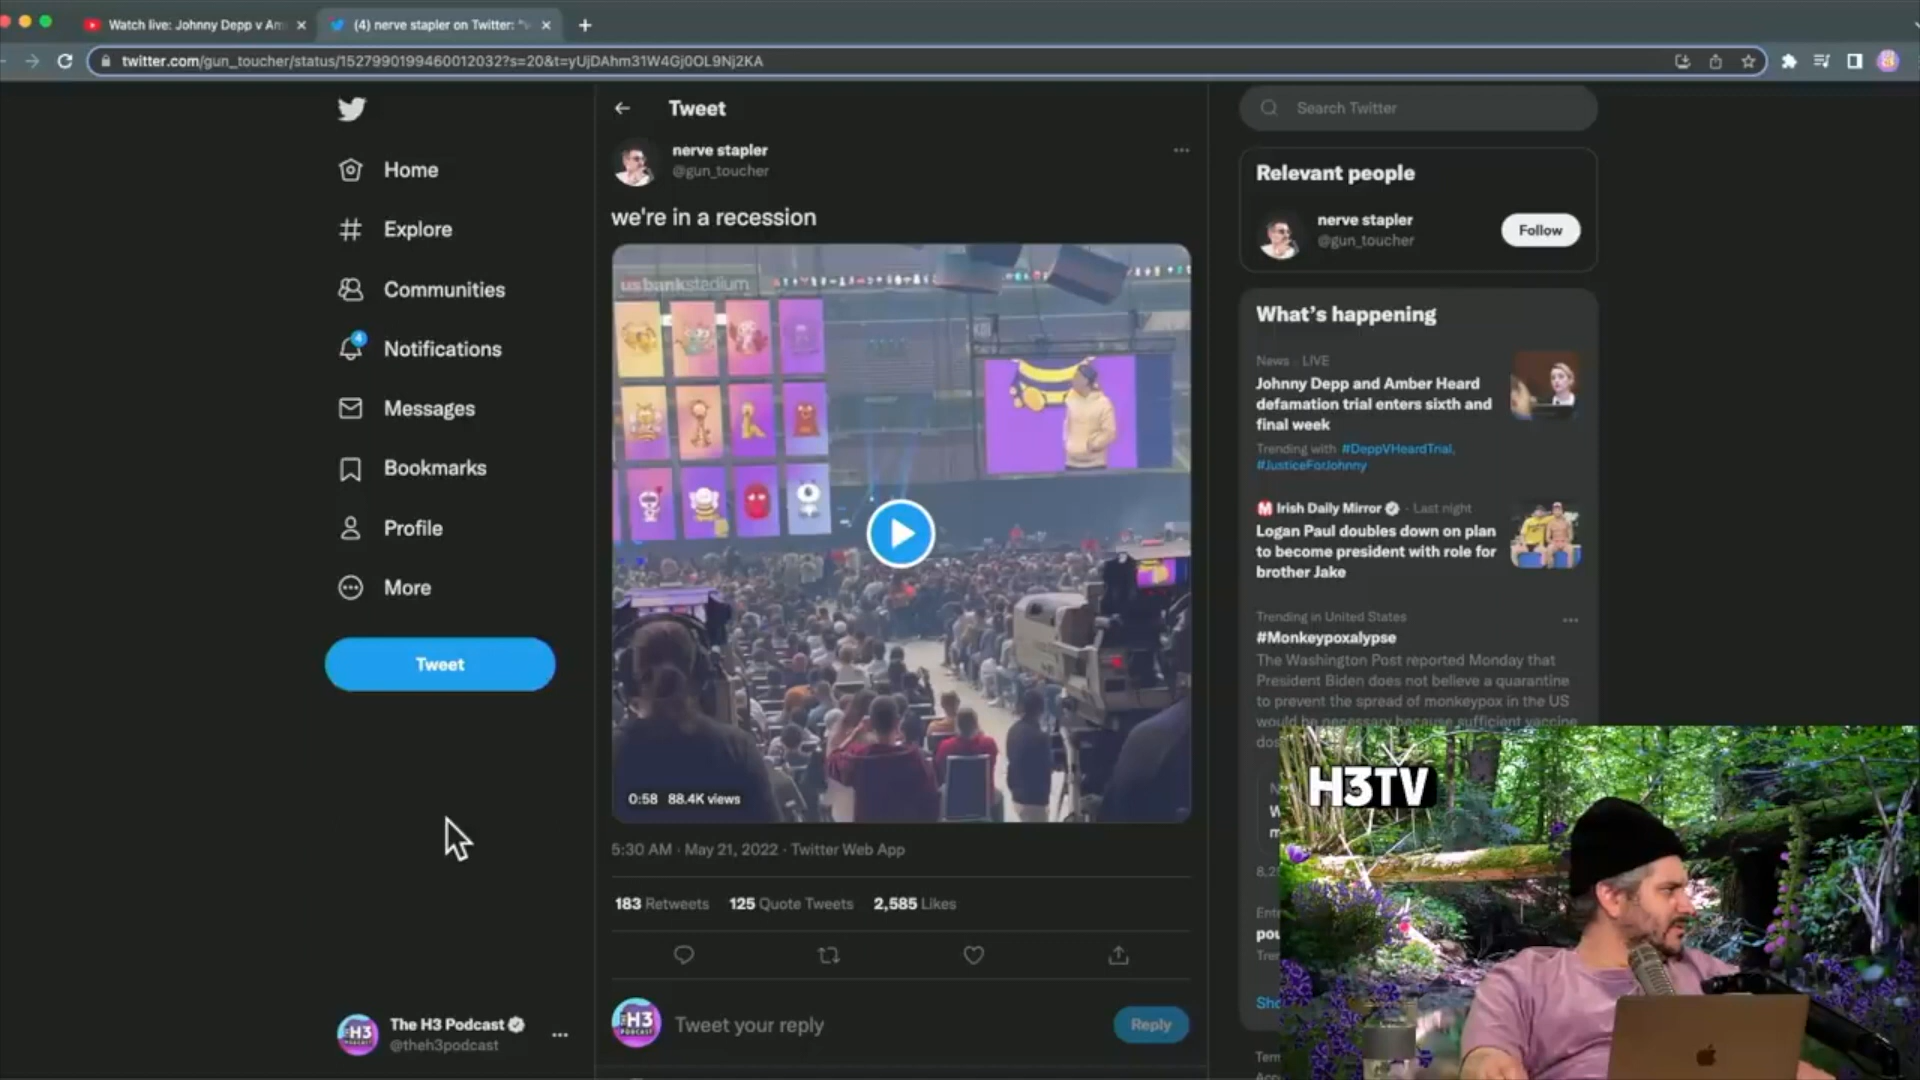 Watch live: Johnny Depp v Am
(4) nerve stapler on Twitter: "
twitter.com/gun_toucher/status/1527990199460012032?s=20&t=yUjDAhm31W4Gj0OL9Nj2KA
Home
Explore
Communities
4
Notifications
Messages
Bookmarks
Profile
More
Tweet
The H3 Podcast
@theh3podcast
Tweet
nerve stapler
@gun_toucher
we're in a recession
usbankstadium
0:58 88.4K views
5:30 AM · May 21, 2022 · Twitter Web App
183 Retweets 125 Quote Tweets 2,585 Likes
H3
PODCAST
Tweet your reply
Reply
Search Twitter
Relevant people
nerve stapler
@gun_toucher
Follow
What's happening
News · LIVE
Johnny Depp and Amber Heard
defamation trial enters sixth and
final week
Trending with #DeppVHeardTrial,
#JusticeForJohnny
Irish Daily Mirror · Last night
Logan Paul doubles down on plan
to become president with role for
brother Jake
Trending in United States
#Monkeypoxalypse
The Washington Post reported Monday that
President Biden does not believe a quarantine
to prevent the spread of monkeypox in the US
would be necessary because sufficient vaccine
H3TV